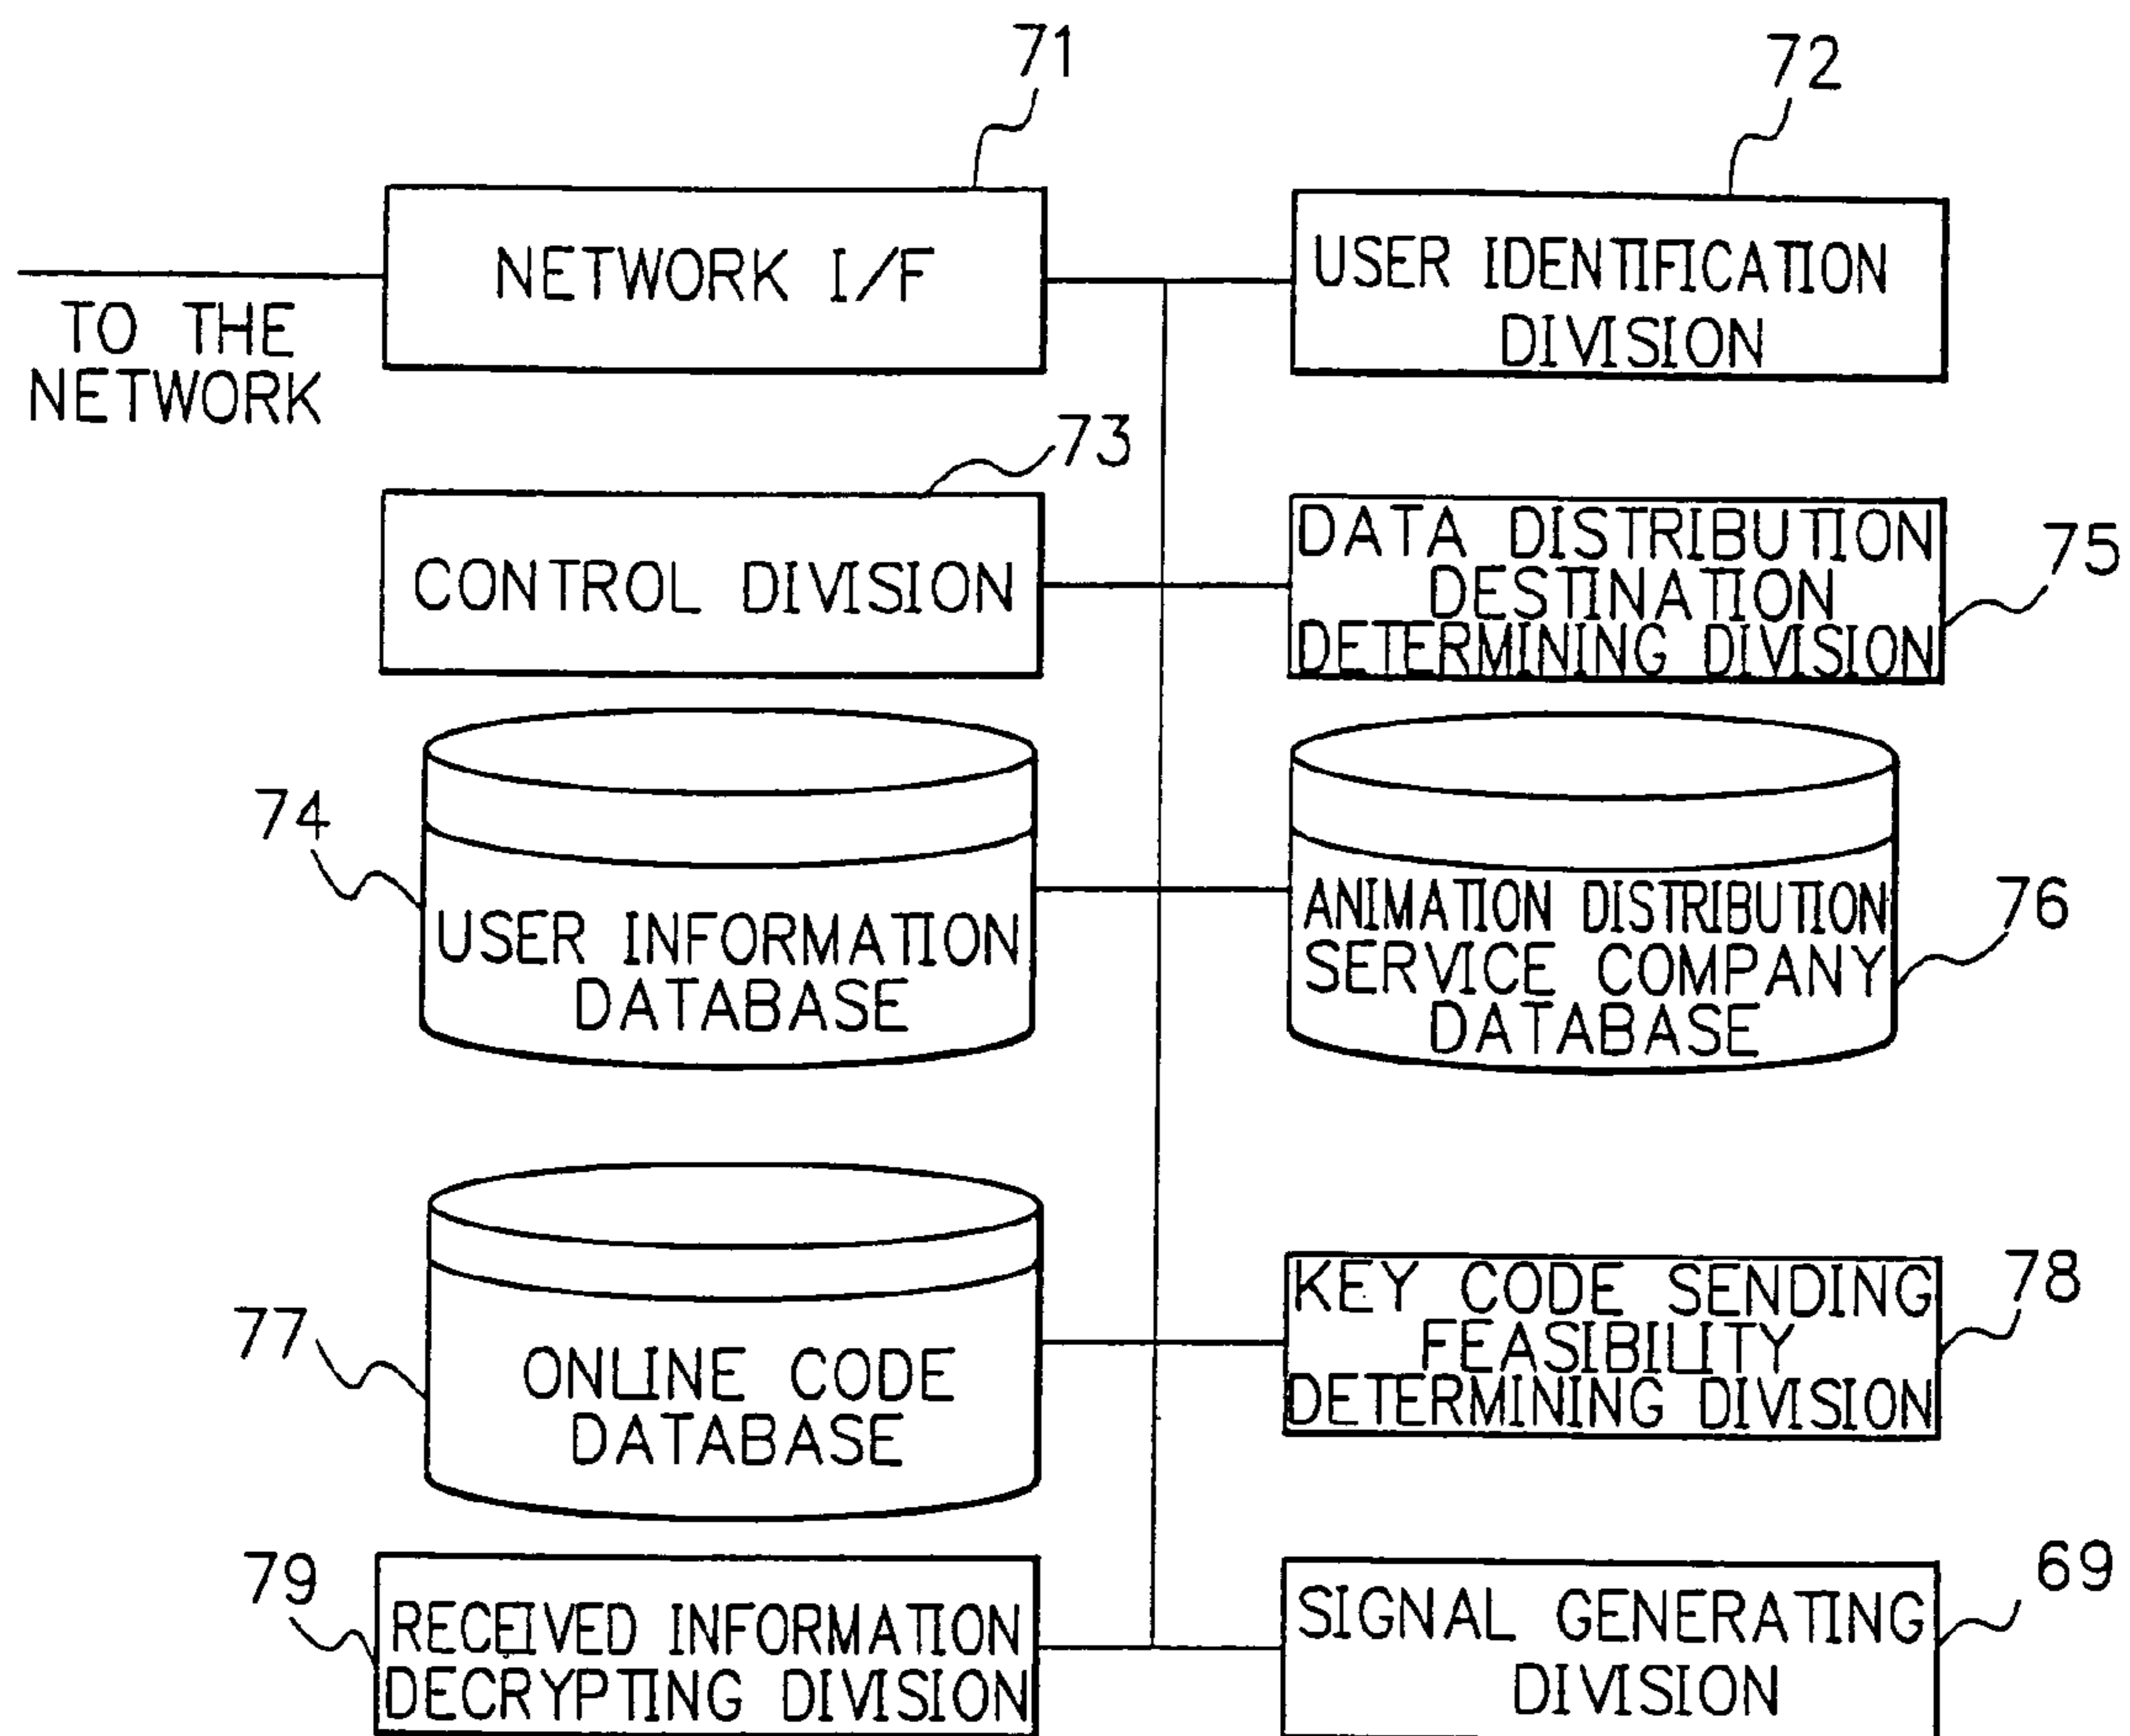 71
72
NETWORK I/F
USER IDENTIFICATION
DIVISION
TO THE
NETWORK
73
CONTROL DIVISION
DATA DISTRIBUTION
DESTINATION
DETERMINING DIVISION
75
74
USER INFORMATION
DATABASE
ANIMATION DISTRIBUTION
SERVICE COMPANY
DATABASE
76
77
ONLINE CODE
DATABASE
KEY CODE SENDING
FEASIBILITY
DETERMINING DIVISION
78
79
RECEIVED INFORMATION
DECRYPTING DIVISION
SIGNAL GENERATING
DIVISION
69